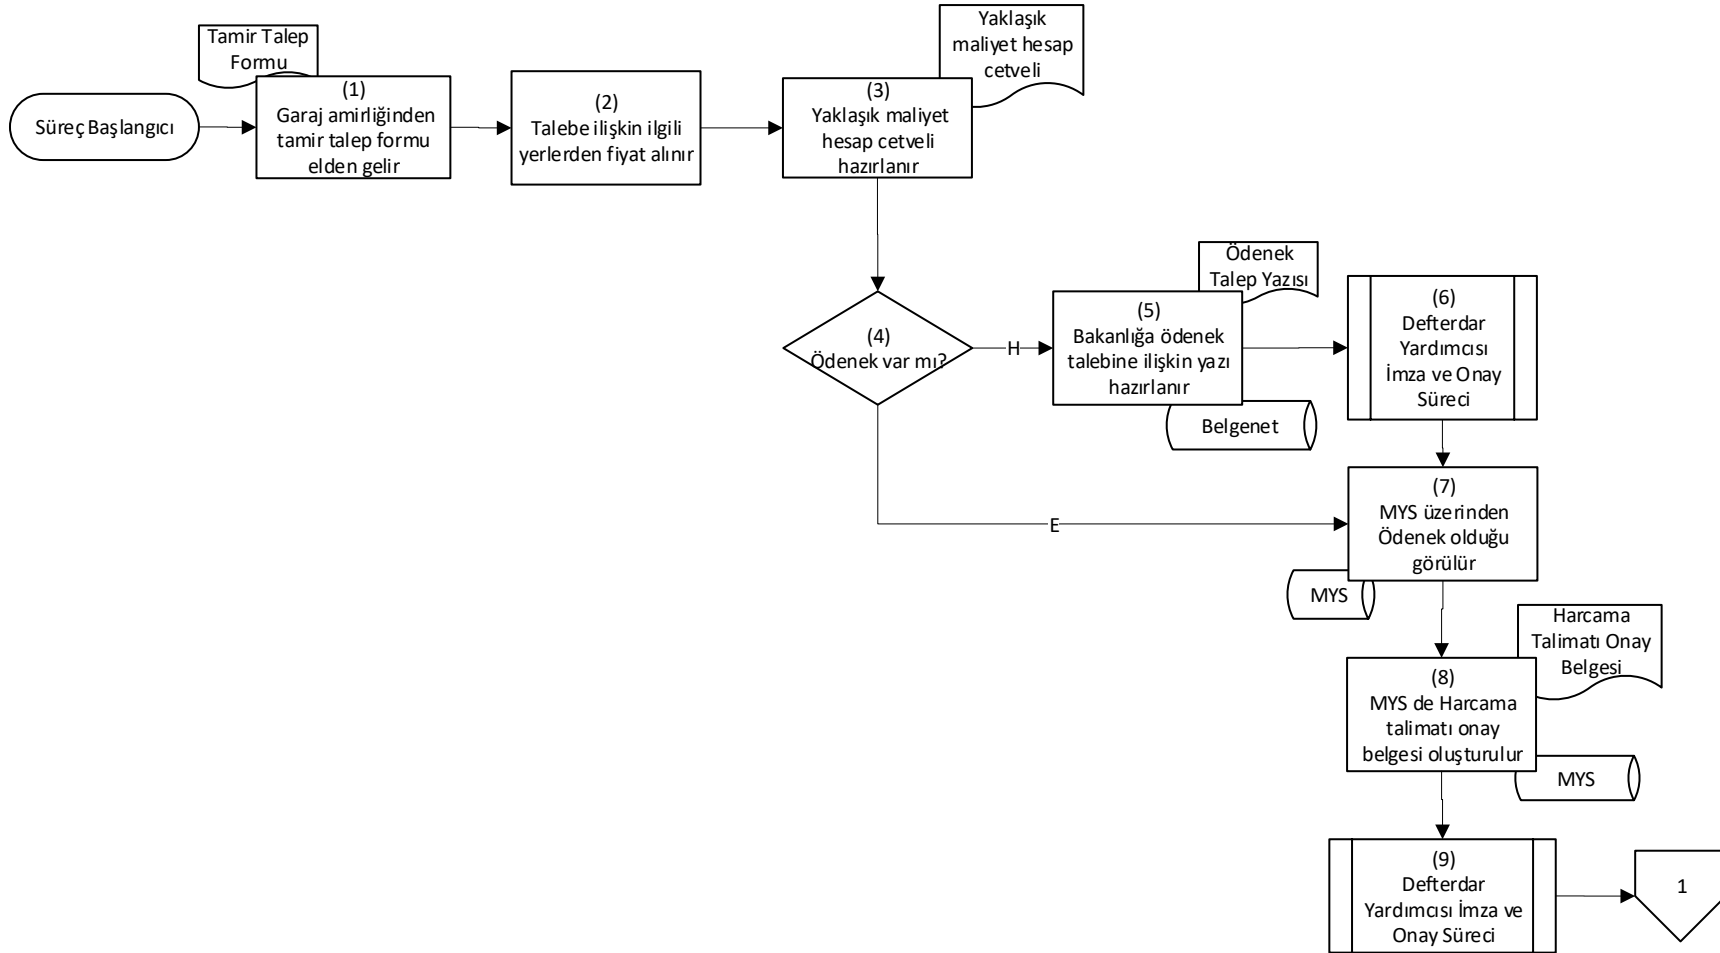 Tamir Talep
Formu
Yaklaşık
maliyet hesap
cetveli
Süreç Başlangıcı
(1)
Garaj amirliğinden
tamir talep formu
elden gelir
(2)
Talebe ilişkin ilgili
yerlerden fiyat alınır
(3)
Yaklaşık maliyet
hesap cetveli
hazırlanır
(4)
Ödenek var mı?
H
Ödenek
Talep Yazısı
(5)
Bakanlığa ödenek
talebine ilişkin yazı
hazırlanır
Belgenet
(6)
Defterdar
Yardımcısı
İmza ve Onay
Süreci
E
(7)
MYS üzerinden
Ödenek olduğu
görülür
MYS
Harcama
Talimatı Onay
Belgesi
(8)
MYS de Harcama
talimatı onay
belgesi oluşturulur
MYS
(9)
Defterdar
Yardımcısı İmza ve
Onay Süreci
1